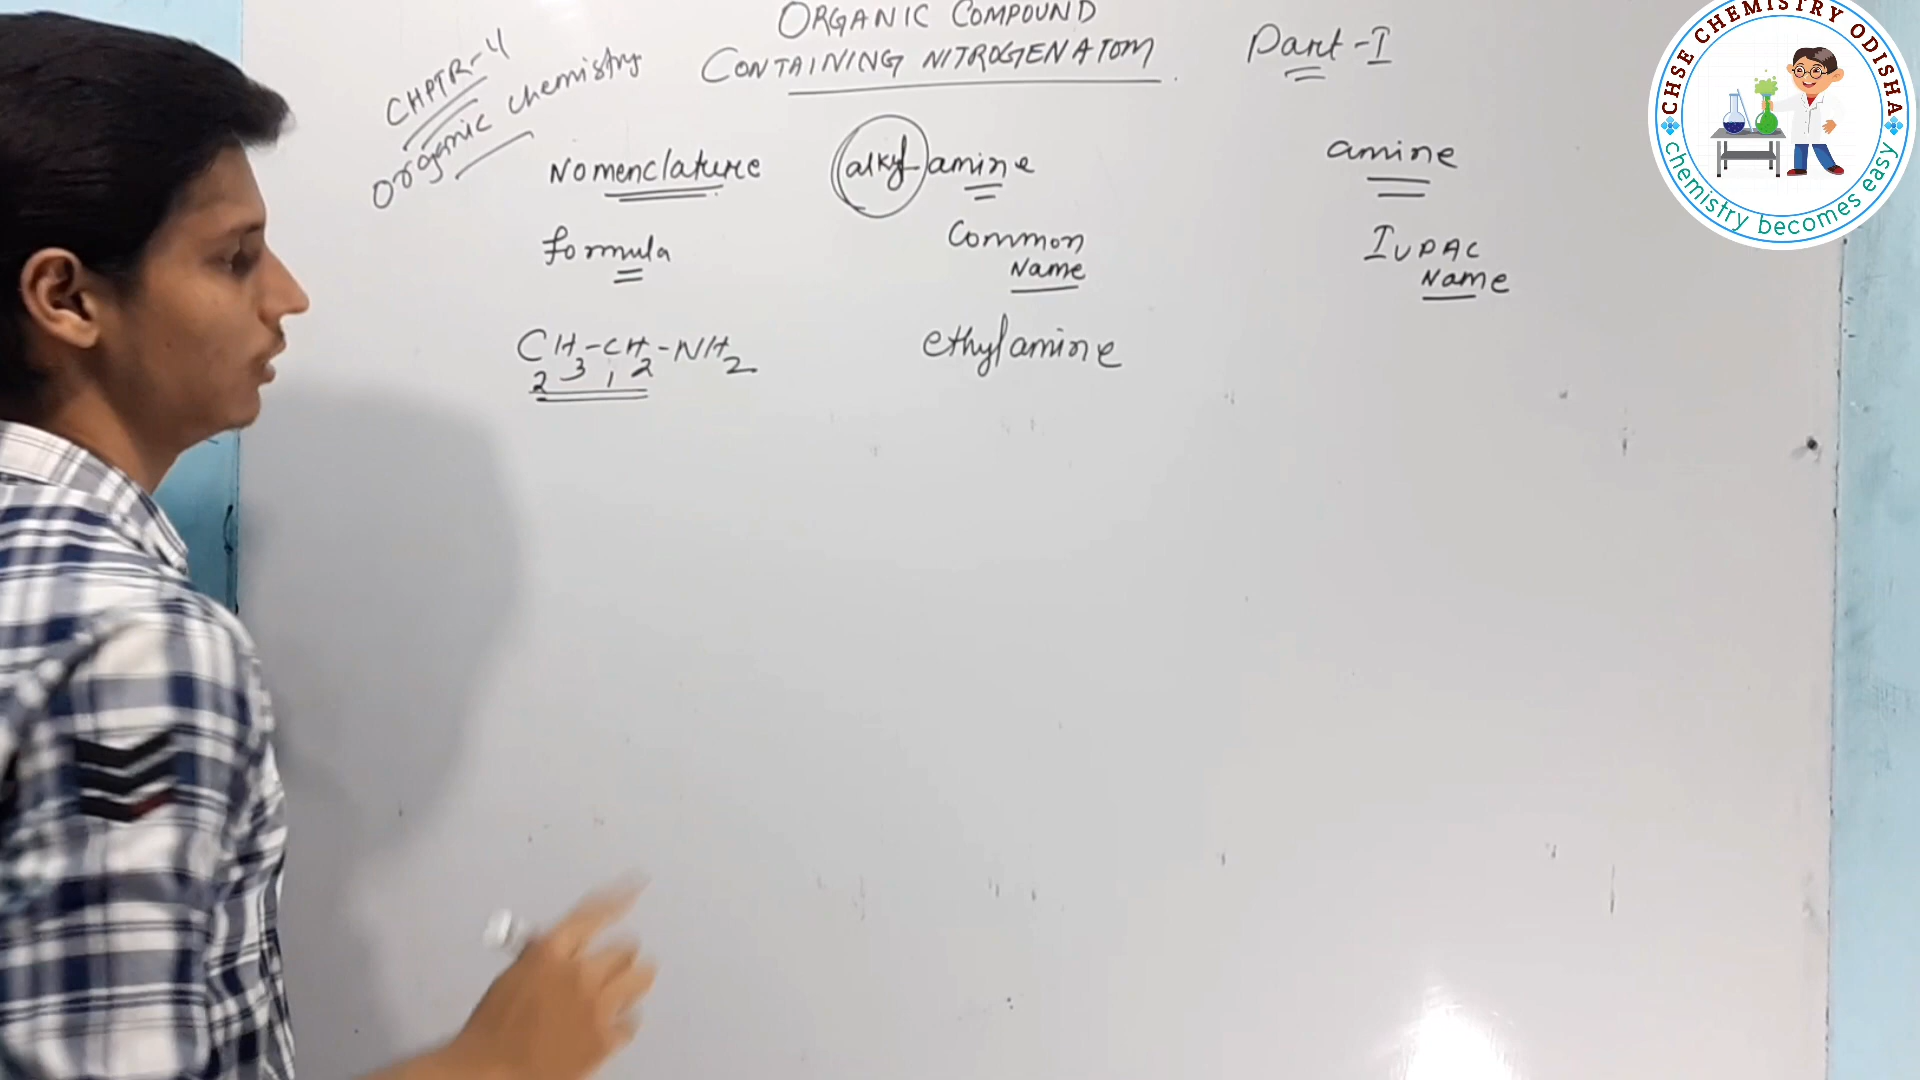 ORGANIC COMPOUND
CONTAINING NITROGEN ATOM
Part-I
CHPTR-4
Organic chemistry
Nomenclature
alkyl amine
amine
formula
Common
Name
IUPAC
Name
CH3-CH2-NH2
2 1
ethylamine
CHSE CHEMISTRY ODISHA
chemistry becomes easy